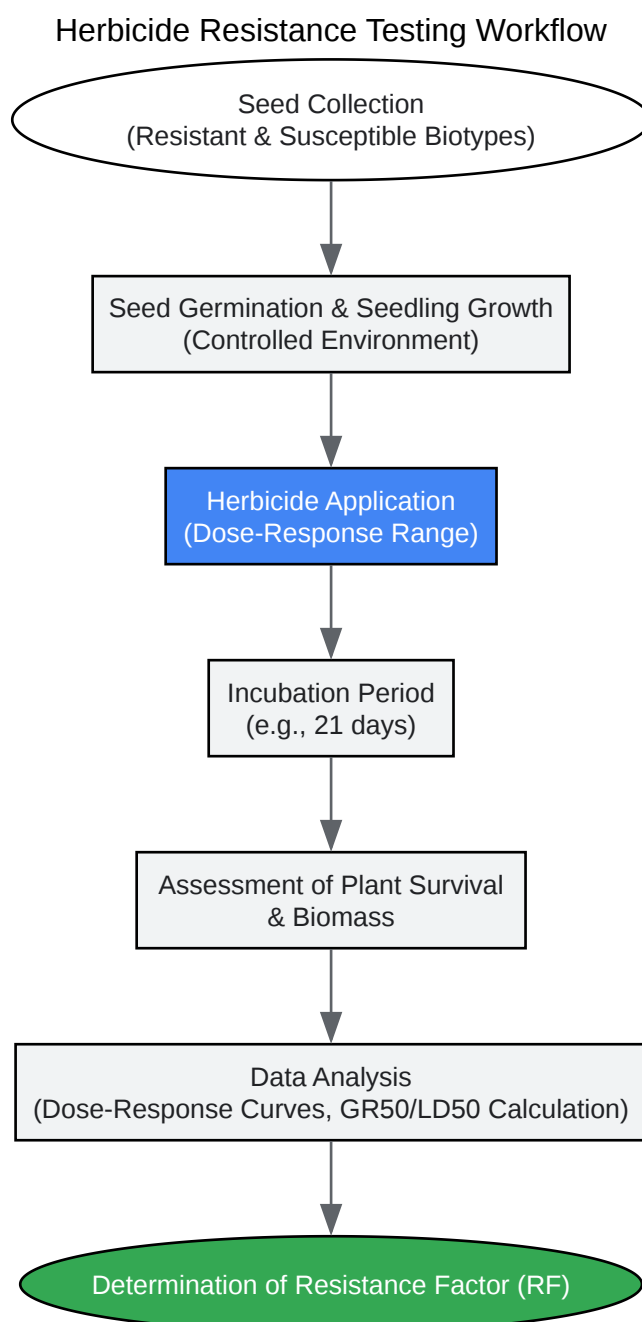 Herbicide Resistance Testing Workflow
Seed Collection
(Resistant & Susceptible Biotypes)
Seed Germination & Seedling Growth
(Controlled Environment)
Herbicide Application
(Dose-Response Range)
Incubation Period
(e.g., 21 days)
Assessment of Plant Survival
& Biomass
Data Analysis
(Dose-Response Curves, GR50/LD50 Calculation)
Determination of Resistance Factor (RF)